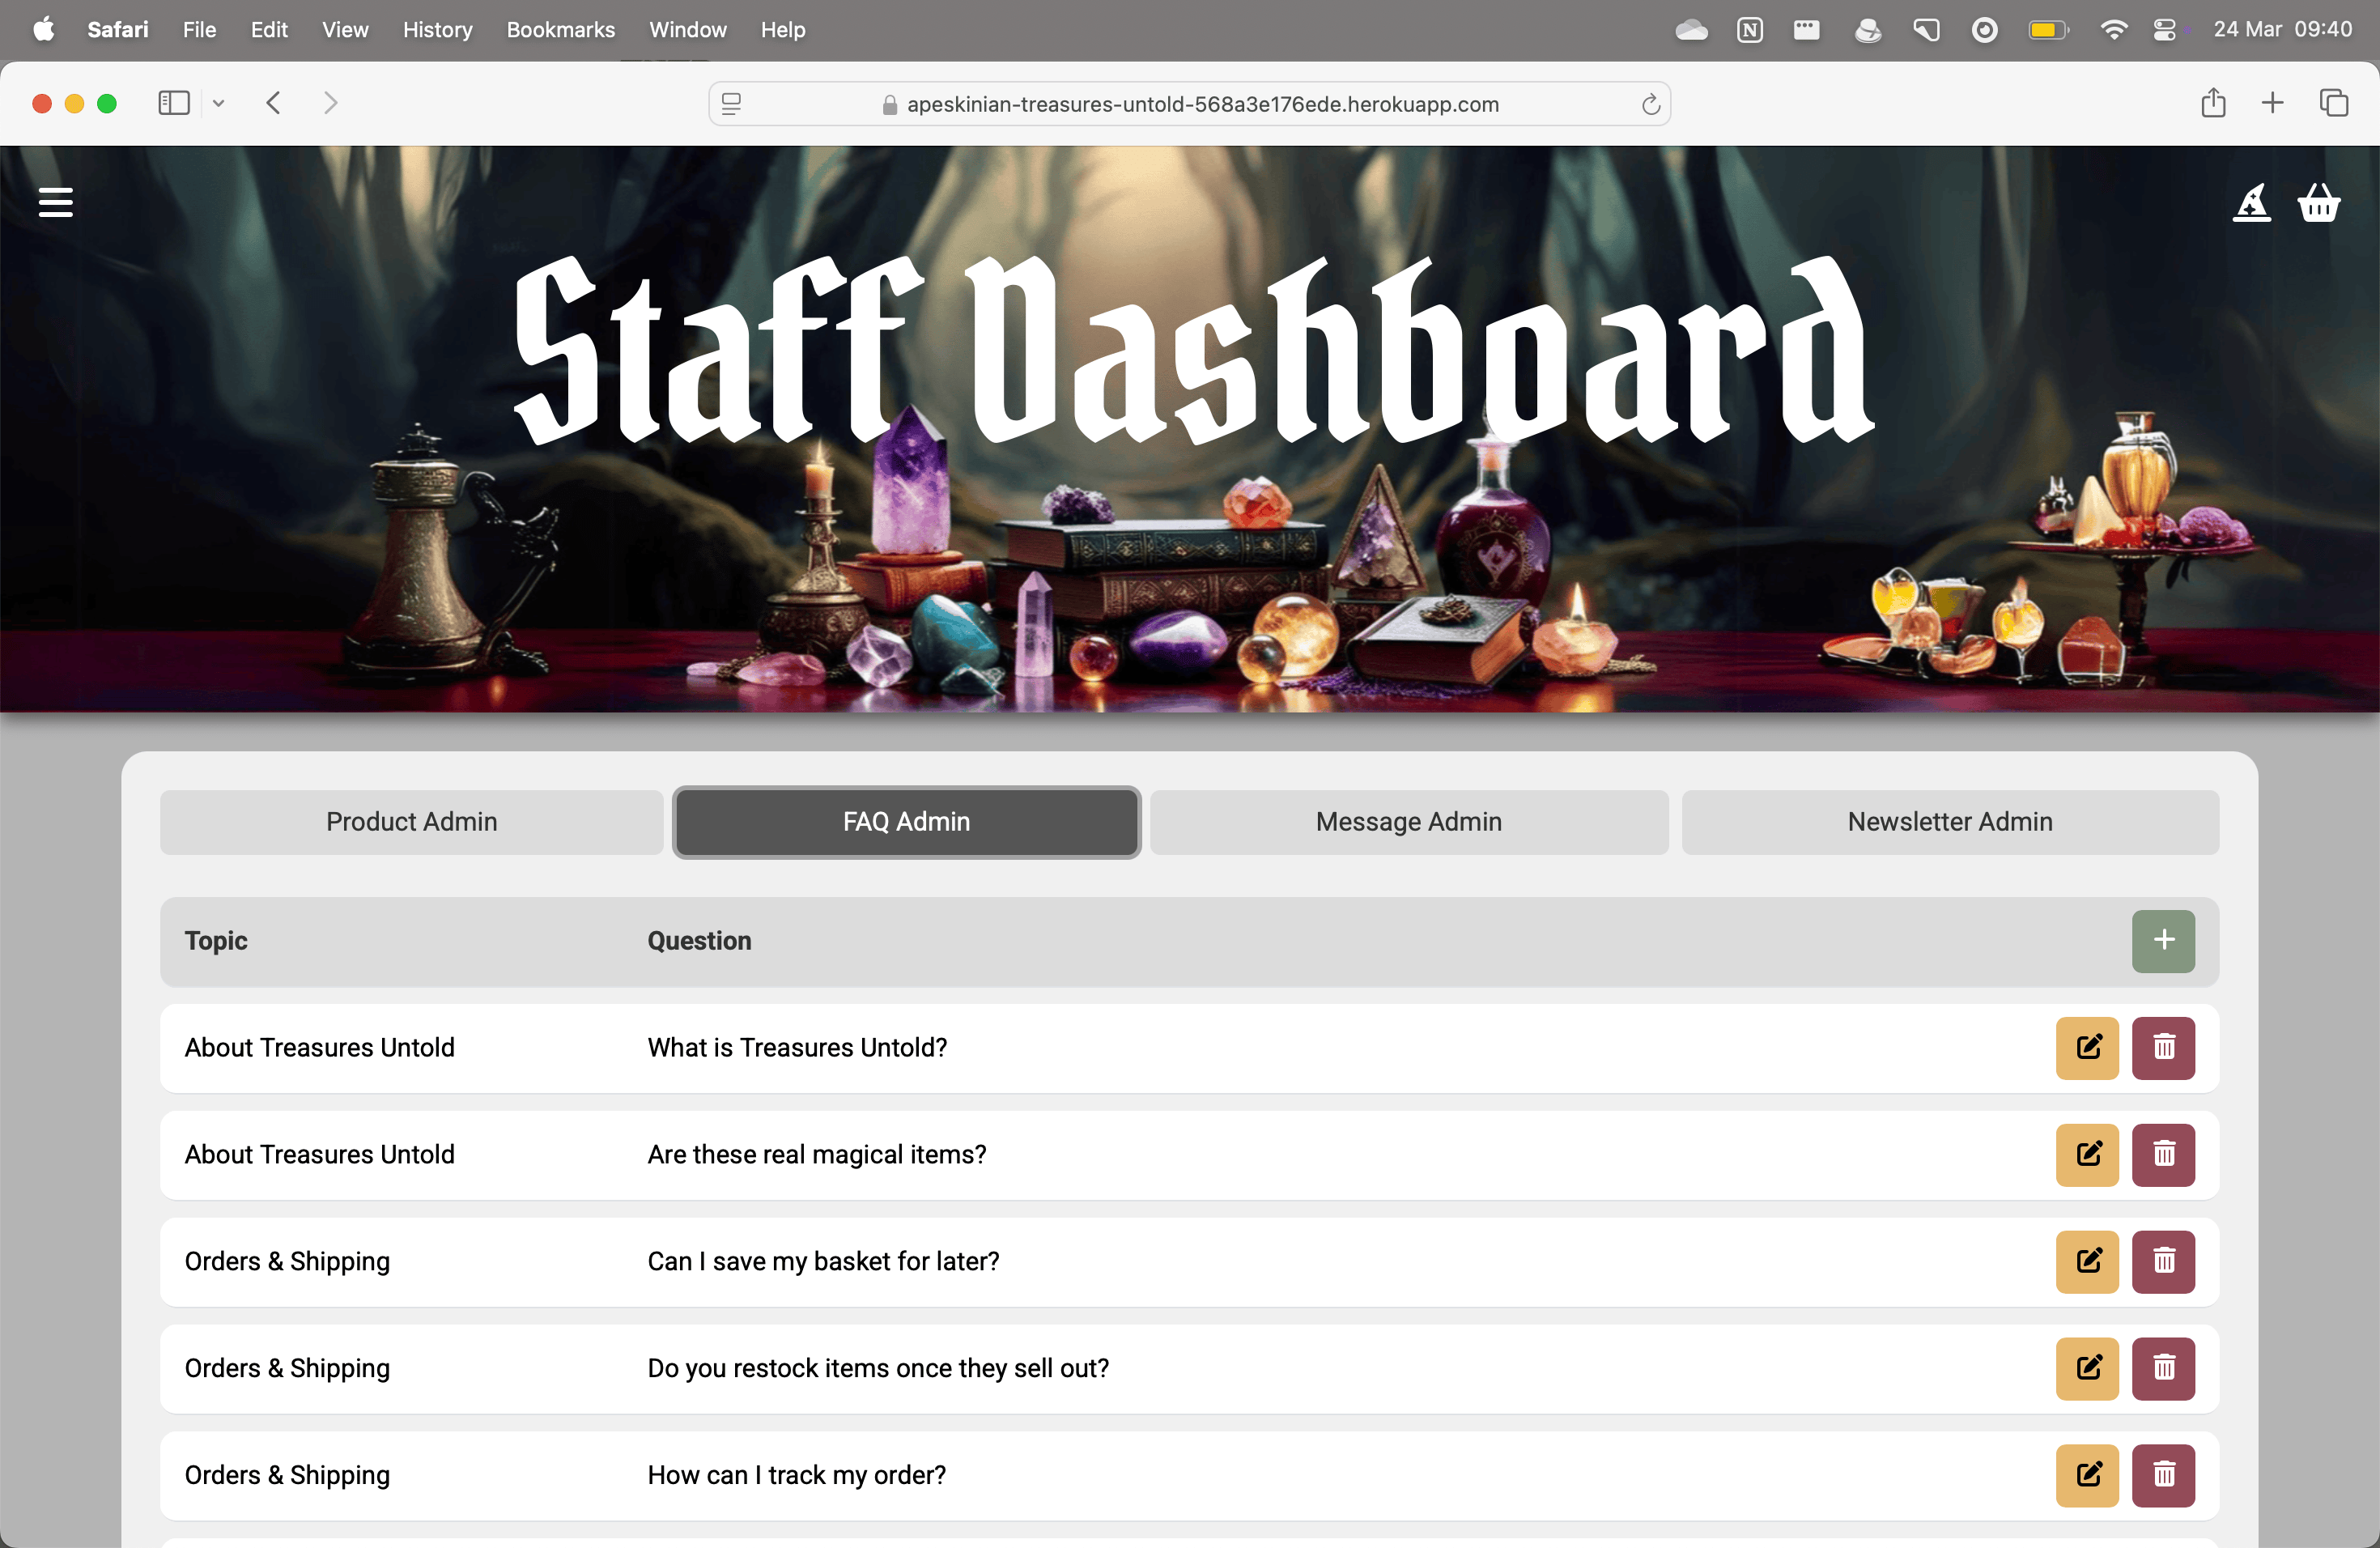 Safari File Edit View History Bookmarks Window Help 24 Mar 09:40
apeskinian-treasures-untold-568a3e176ede.herokuapp.com
Staff Dashboard
Product Admin FAQ Admin Message Admin Newsletter Admin
Topic Question
About Treasures Untold What is Treasures Untold?
About Treasures Untold Are these real magical items?
Orders & Shipping Can I save my basket for later?
Orders & Shipping Do you restock items once they sell out?
Orders & Shipping How can I track my order?